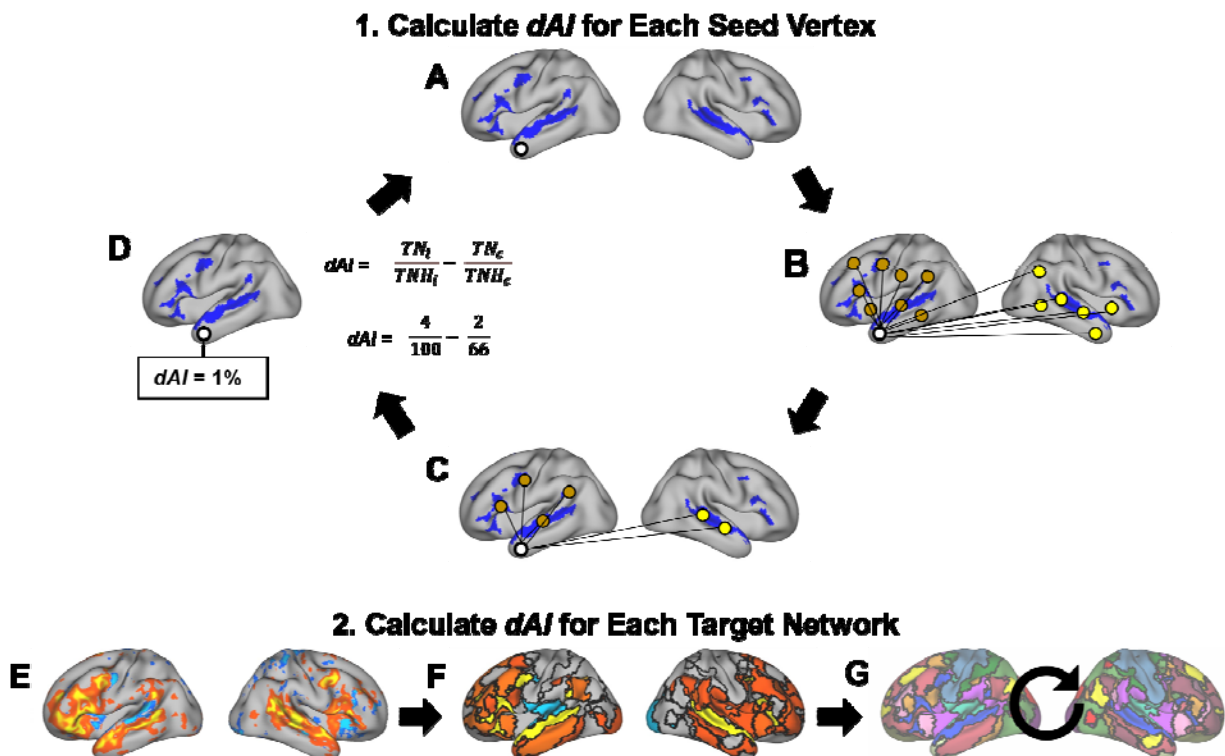 1. Calculate dAI for Each Seed Vertex
A
D
dAI = TNi/TNHi − TNc/TNHc
B
dAI = 4/100 − 2/66
dAI = 1%
C
2. Calculate dAI for Each Target Network
E
F
G